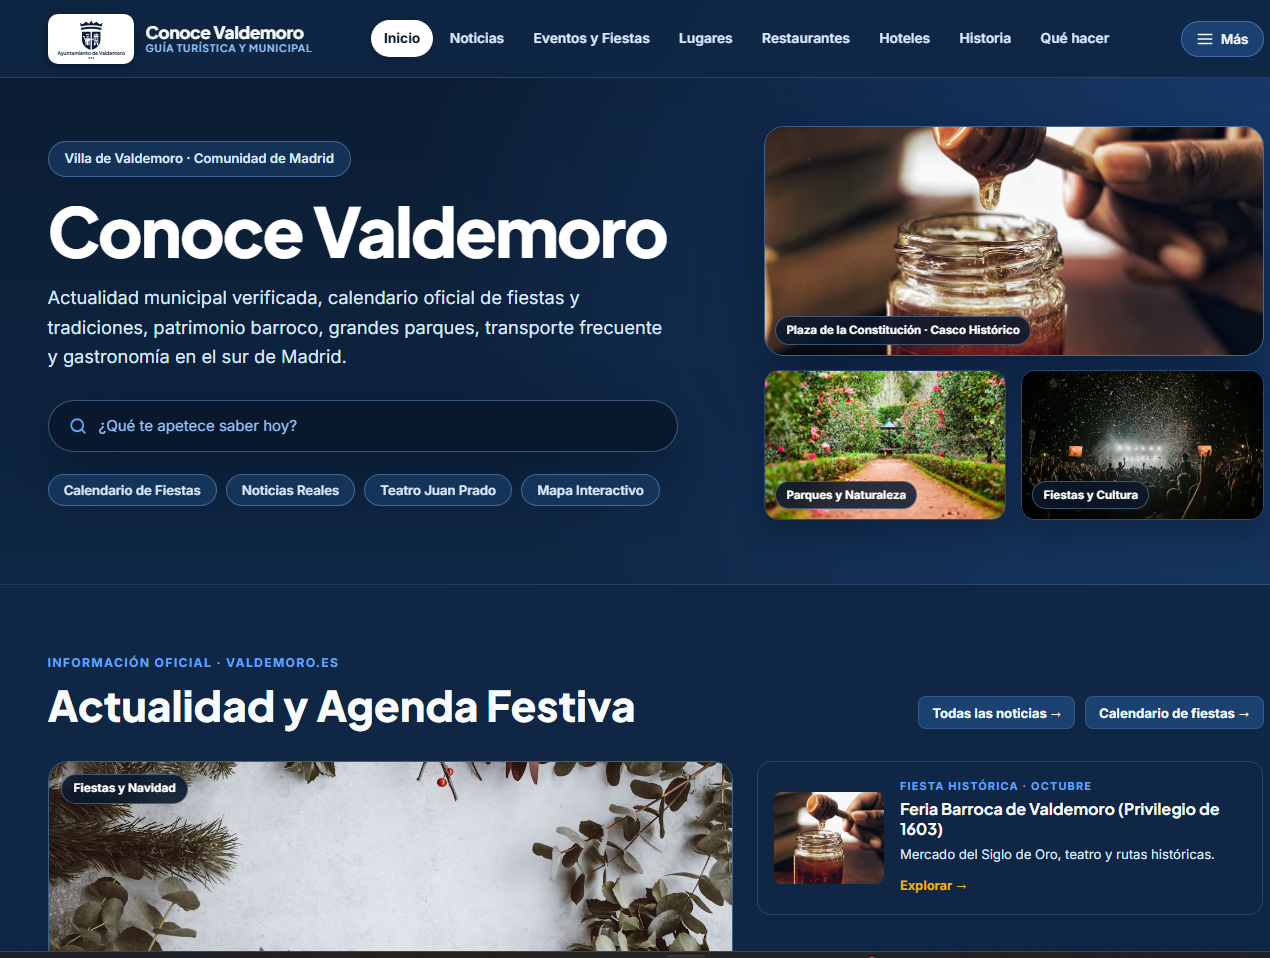 Ayuntamiento de Valdemoro
Conoce Valdemoro
GUÍA TURÍSTICA Y MUNICIPAL
Inicio
Noticias
Eventos y Fiestas
Lugares
Restaurantes
Hoteles
Historia
Qué hacer
Más
Villa de Valdemoro · Comunidad de Madrid
Conoce Valdemoro
Actualidad municipal verificada, calendario oficial de fiestas y
tradiciones, patrimonio barroco, grandes parques, transporte frecuente
y gastronomía en el sur de Madrid.
¿Qué te apetece saber hoy?
Calendario de Fiestas
Noticias Reales
Teatro Juan Prado
Mapa Interactivo
Plaza de la Constitución · Casco Histórico
Parques y Naturaleza
Fiestas y Cultura
INFORMACIÓN OFICIAL · VALDEMORO.ES
Actualidad y Agenda Festiva
Todas las noticias →
Calendario de fiestas →
Fiestas y Navidad
FIESTA HISTÓRICA · OCTUBRE
Feria Barroca de Valdemoro (Privilegio de
1603)
Mercado del Siglo de Oro, teatro y rutas históricas.
Explorar →